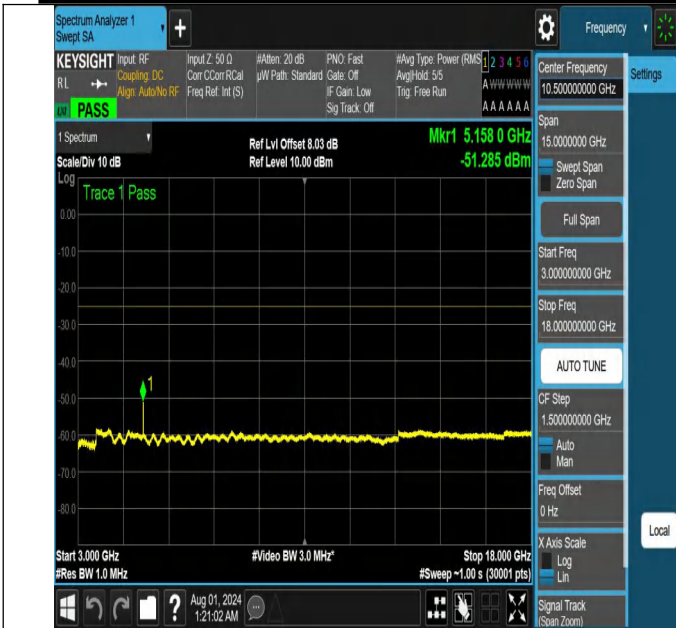 Spectrum Analyzer 1
Swept SA
+
Frequency
KEYSIGHT
RL
PASS
Input: RF
Coupling: DC
Align: Auto/No RF
Input Z: 50 Ω
Corr CCorr RCal
Freq Ref: Int (S)
#Atten: 20 dB
µW Path: Standard
PNO: Fast
Gate: Off
IF Gain: Low
Sig Track: Off
#Avg Type: Power (RMS
Avg|Hold: 5/5
Trig: Free Run
1 2 3 4 5 6
A W W W W W
A A A A A A
1 Spectrum
Scale/Div 10 dB
Ref Lvl Offset 8.03 dB
Ref Level 10.00 dBm
Mkr1 5.158 0 GHz
-51.285 dBm
Log
Trace 1 Pass
0.00
-10.0
-20.0
-30.0
-40.0
-50.0
-60.0
-70.0
-80.0
1
Start 3.000 GHz
#Res BW 1.0 MHz
#Video BW 3.0 MHz*
Stop 18.000 GHz
#Sweep ~1.00 s (30001 pts)
Aug 01, 2024
1:21:02 AM
?
Center Frequency
10.500000000 GHz
Settings
Span
15.0000000 GHz
Swept Span
Zero Span
Full Span
Start Freq
3.000000000 GHz
Stop Freq
18.000000000 GHz
AUTO TUNE
CF Step
1.500000000 GHz
Auto
Man
Freq Offset
0 Hz
X Axis Scale
Log
Lin
Local
Signal Track
(Span Zoom)